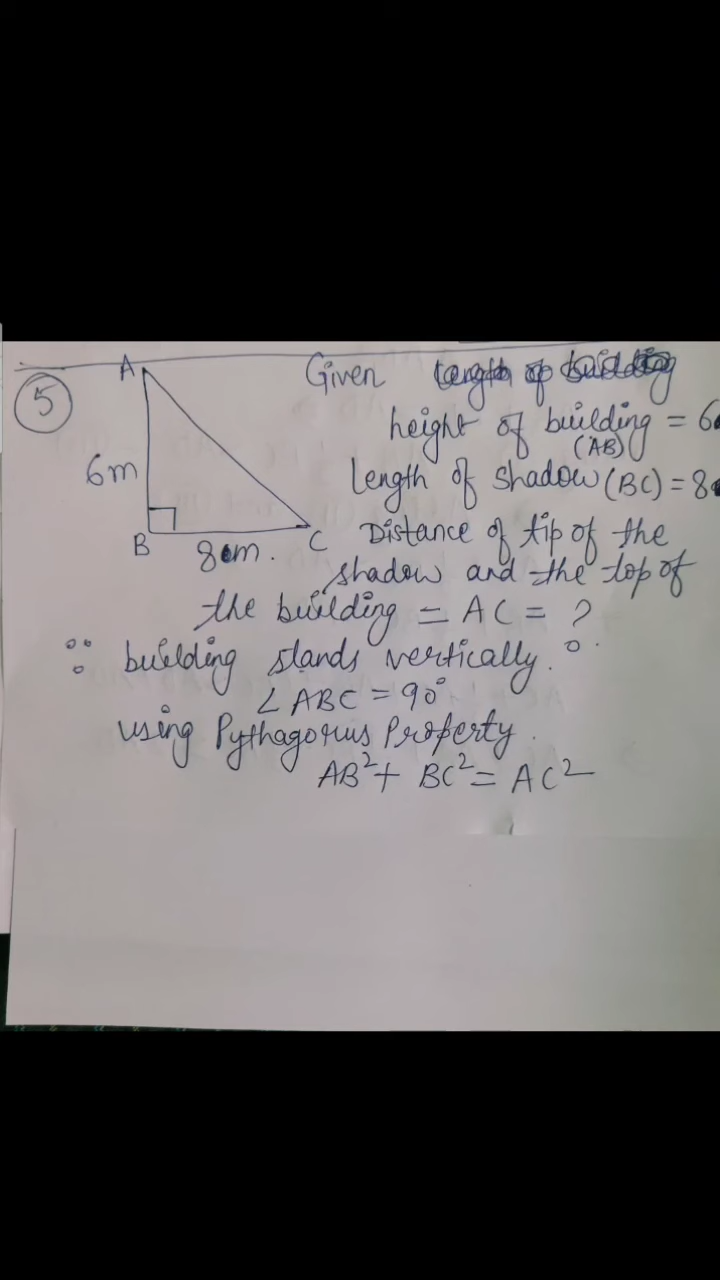 5
A
Given
height of building = 6
(AB)
6m
Length of shadow (BC) = 8
B
8m.
C
Distance of tip of the
shadow and the top of
the building = AC = ?
∵ building stands vertically. ∴
∠ABC = 90°
using Pythagorus Property.
AB² + BC² = AC²